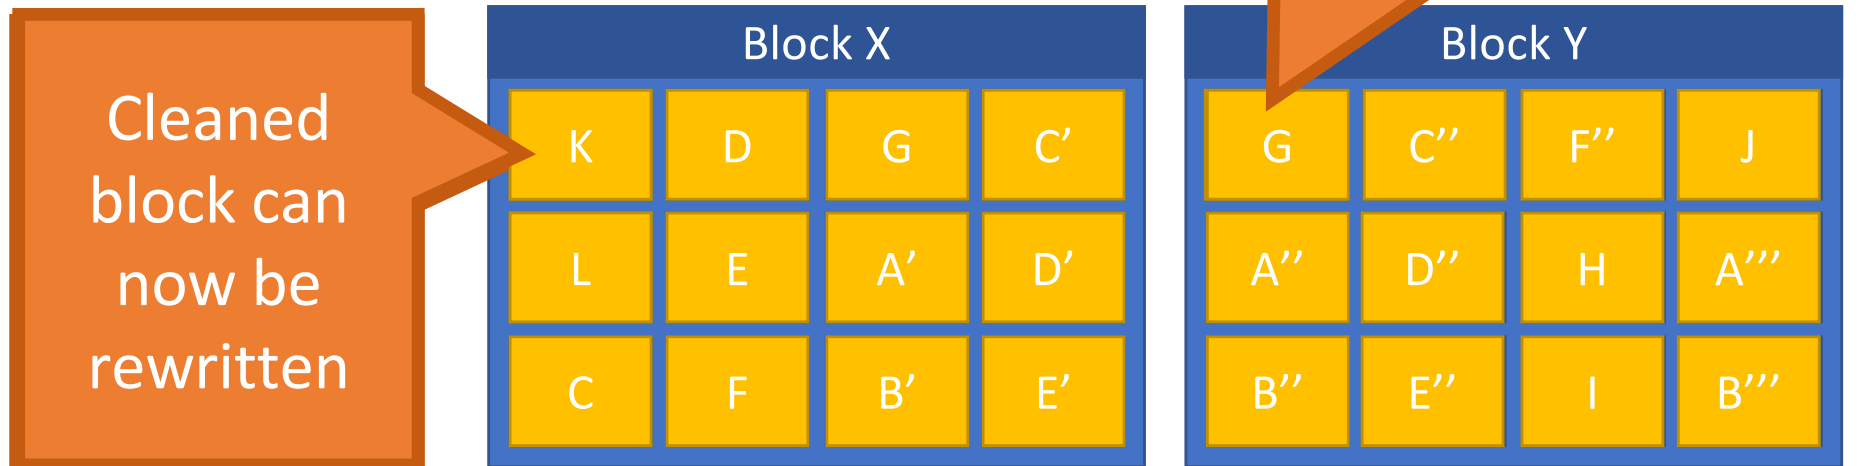 Cleaned
block can
now be
rewritten
Block X
K D G C’
L E A’ D’
C F B’ E’
Block Y
G C’’ F’’ J
A’’ D’’ H A’’’
B’’ E’’ I B’’’